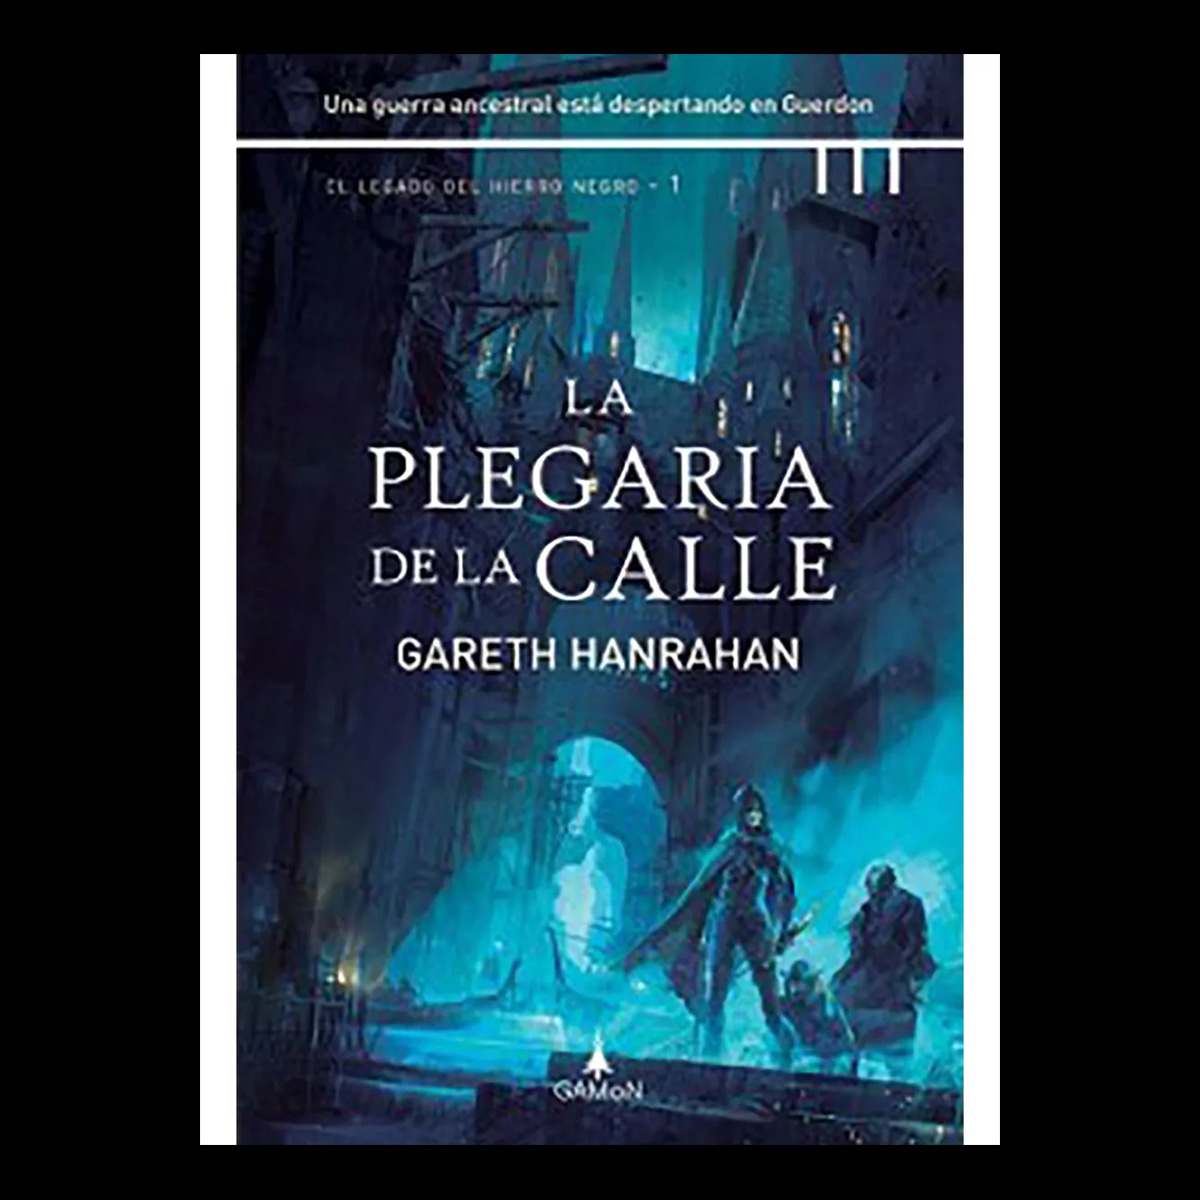 Una guerra ancestral está despertando en Guerdon
EL LEGADO DEL HIERRO NEGRO - 1
LA
PLEGARIA
DE LA CALLE
GARETH HANRAHAN
GAMoN